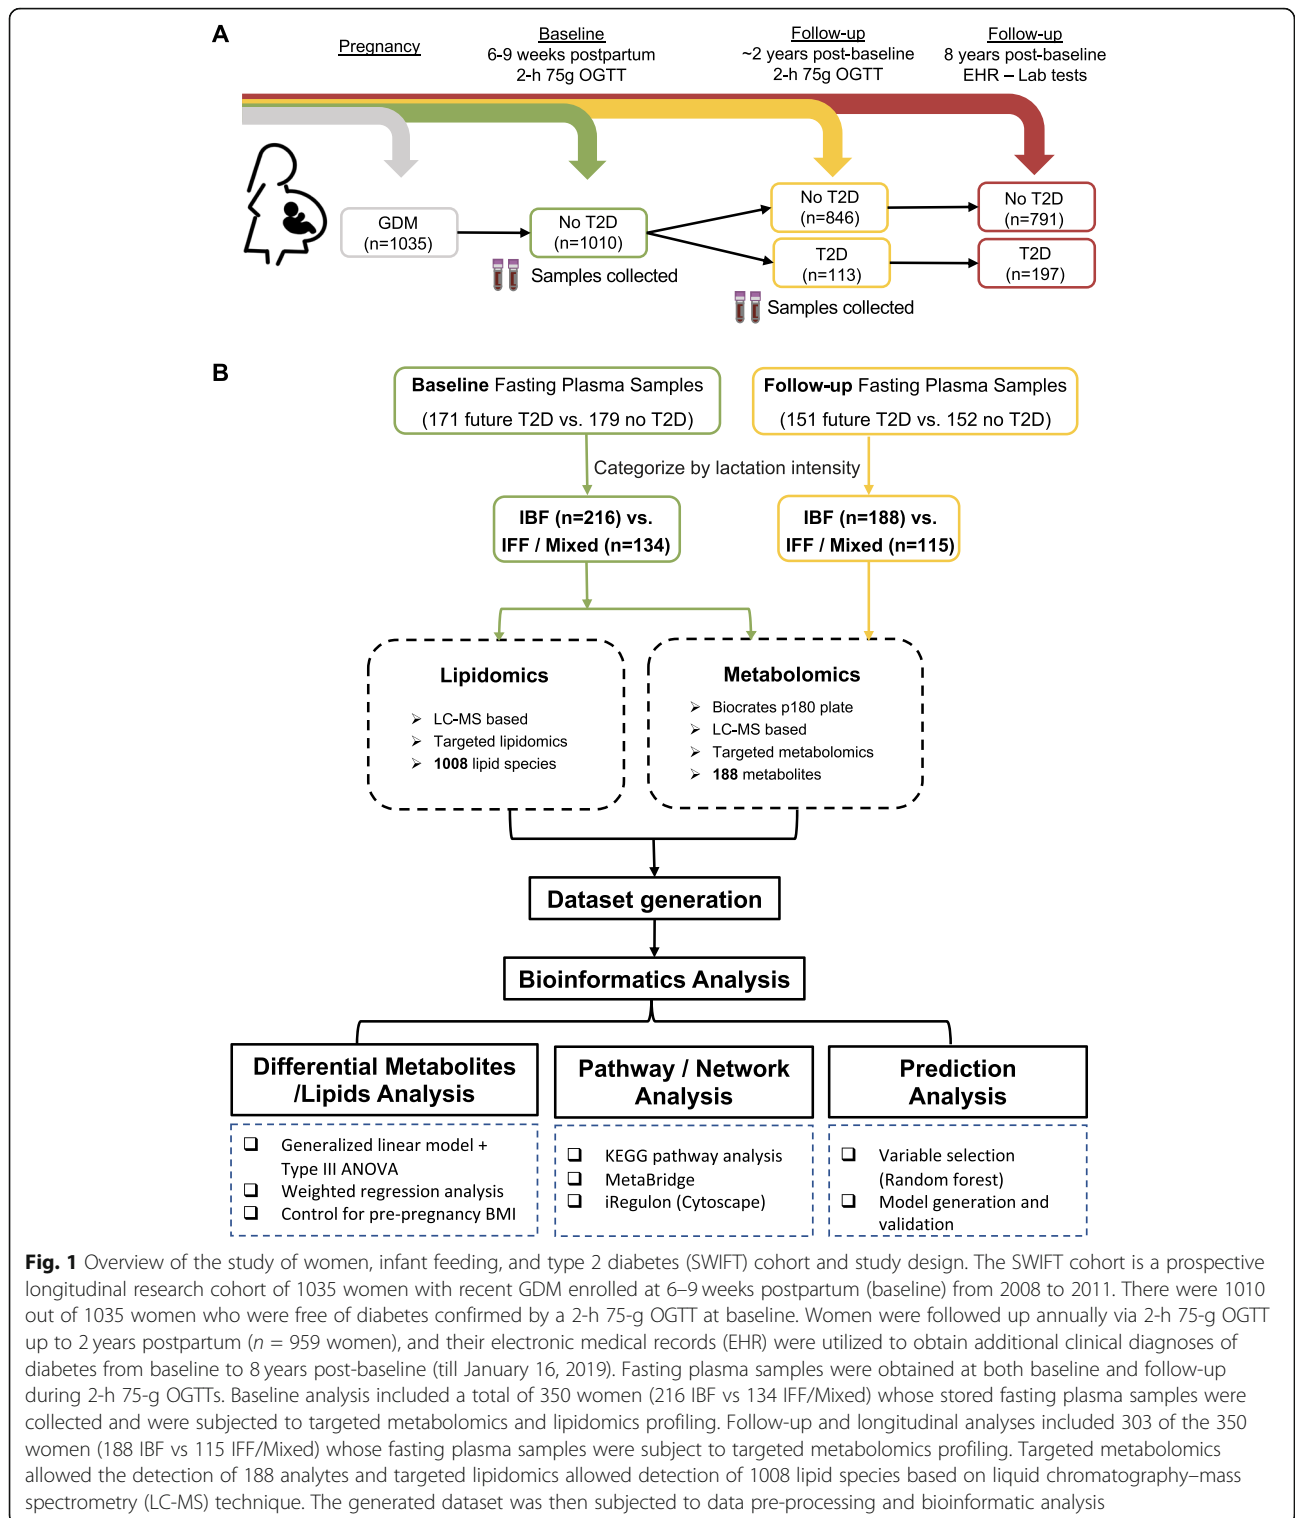 A
Pregnancy
Baseline
6-9 weeks postpartum
2-h 75g OGTT
Follow-up
~2 years post-baseline
2-h 75g OGTT
Follow-up
8 years post-baseline
EHR – Lab tests
GDM
(n=1035)
No T2D
(n=1010)
Samples collected
No T2D
(n=846)
T2D
(n=113)
Samples collected
No T2D
(n=791)
T2D
(n=197)
B
Baseline Fasting Plasma Samples
(171 future T2D vs. 179 no T2D)
Follow-up Fasting Plasma Samples
(151 future T2D vs. 152 no T2D)
Categorize by lactation intensity
IBF (n=216) vs.
IFF / Mixed (n=134)
IBF (n=188) vs.
IFF / Mixed (n=115)
Lipidomics
➢ LC-MS based
➢ Targeted lipidomics
➢ 1008 lipid species
Metabolomics
➢ Biocrates p180 plate
➢ LC-MS based
➢ Targeted metabolomics
➢ 188 metabolites
Dataset generation
Bioinformatics Analysis
Differential Metabolites
/Lipids Analysis
❑ Generalized linear model +
Type III ANOVA
❑ Weighted regression analysis
❑ Control for pre-pregnancy BMI
Pathway / Network
Analysis
❑ KEGG pathway analysis
❑ MetaBridge
❑ iRegulon (Cytoscape)
Prediction
Analysis
❑ Variable selection
(Random forest)
❑ Model generation and
validation
Fig. 1 Overview of the study of women, infant feeding, and type 2 diabetes (SWIFT) cohort and study design. The SWIFT cohort is a prospective
longitudinal research cohort of 1035 women with recent GDM enrolled at 6–9 weeks postpartum (baseline) from 2008 to 2011. There were 1010
out of 1035 women who were free of diabetes confirmed by a 2-h 75-g OGTT at baseline. Women were followed up annually via 2-h 75-g OGTT
up to 2 years postpartum (n = 959 women), and their electronic medical records (EHR) were utilized to obtain additional clinical diagnoses of
diabetes from baseline to 8 years post-baseline (till January 16, 2019). Fasting plasma samples were obtained at both baseline and follow-up
during 2-h 75-g OGTTs. Baseline analysis included a total of 350 women (216 IBF vs 134 IFF/Mixed) whose stored fasting plasma samples were
collected and were subjected to targeted metabolomics and lipidomics profiling. Follow-up and longitudinal analyses included 303 of the 350
women (188 IBF vs 115 IFF/Mixed) whose fasting plasma samples were subject to targeted metabolomics profiling. Targeted metabolomics
allowed the detection of 188 analytes and targeted lipidomics allowed detection of 1008 lipid species based on liquid chromatography–mass
spectrometry (LC-MS) technique. The generated dataset was then subjected to data pre-processing and bioinformatic analysis